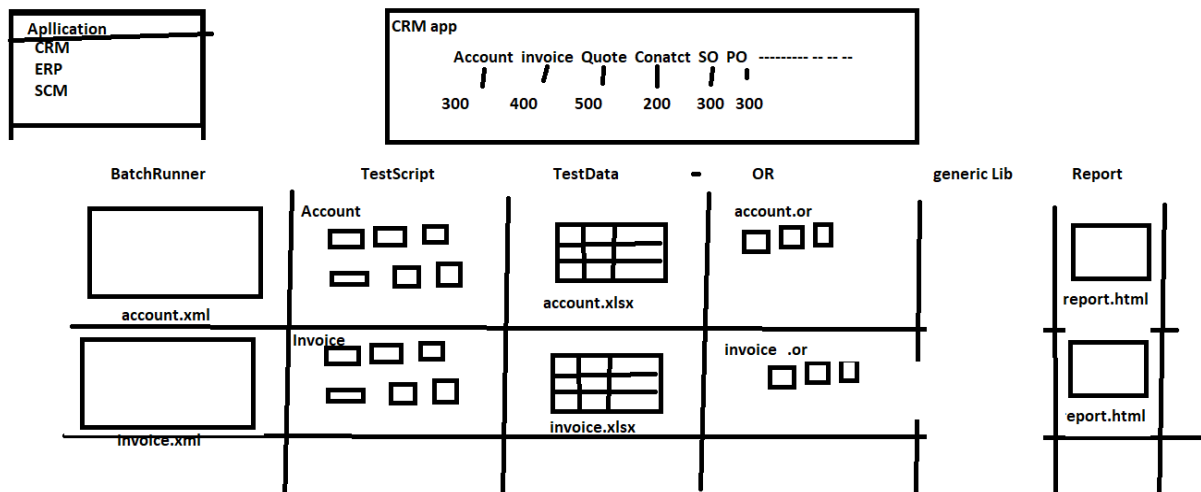 Apllication
CRM
ERP
SCM
CRM app
Account invoice Quote Conatct SO PO --------- -- -- --
300 400 500 200 300 300
BatchRunner TestScript TestData - OR generic Lib Report
Account
account.or
account.xml
account.xlsx
report.html
Invoice
invoice .or
invoice.xml
invoice.xlsx
eport.html